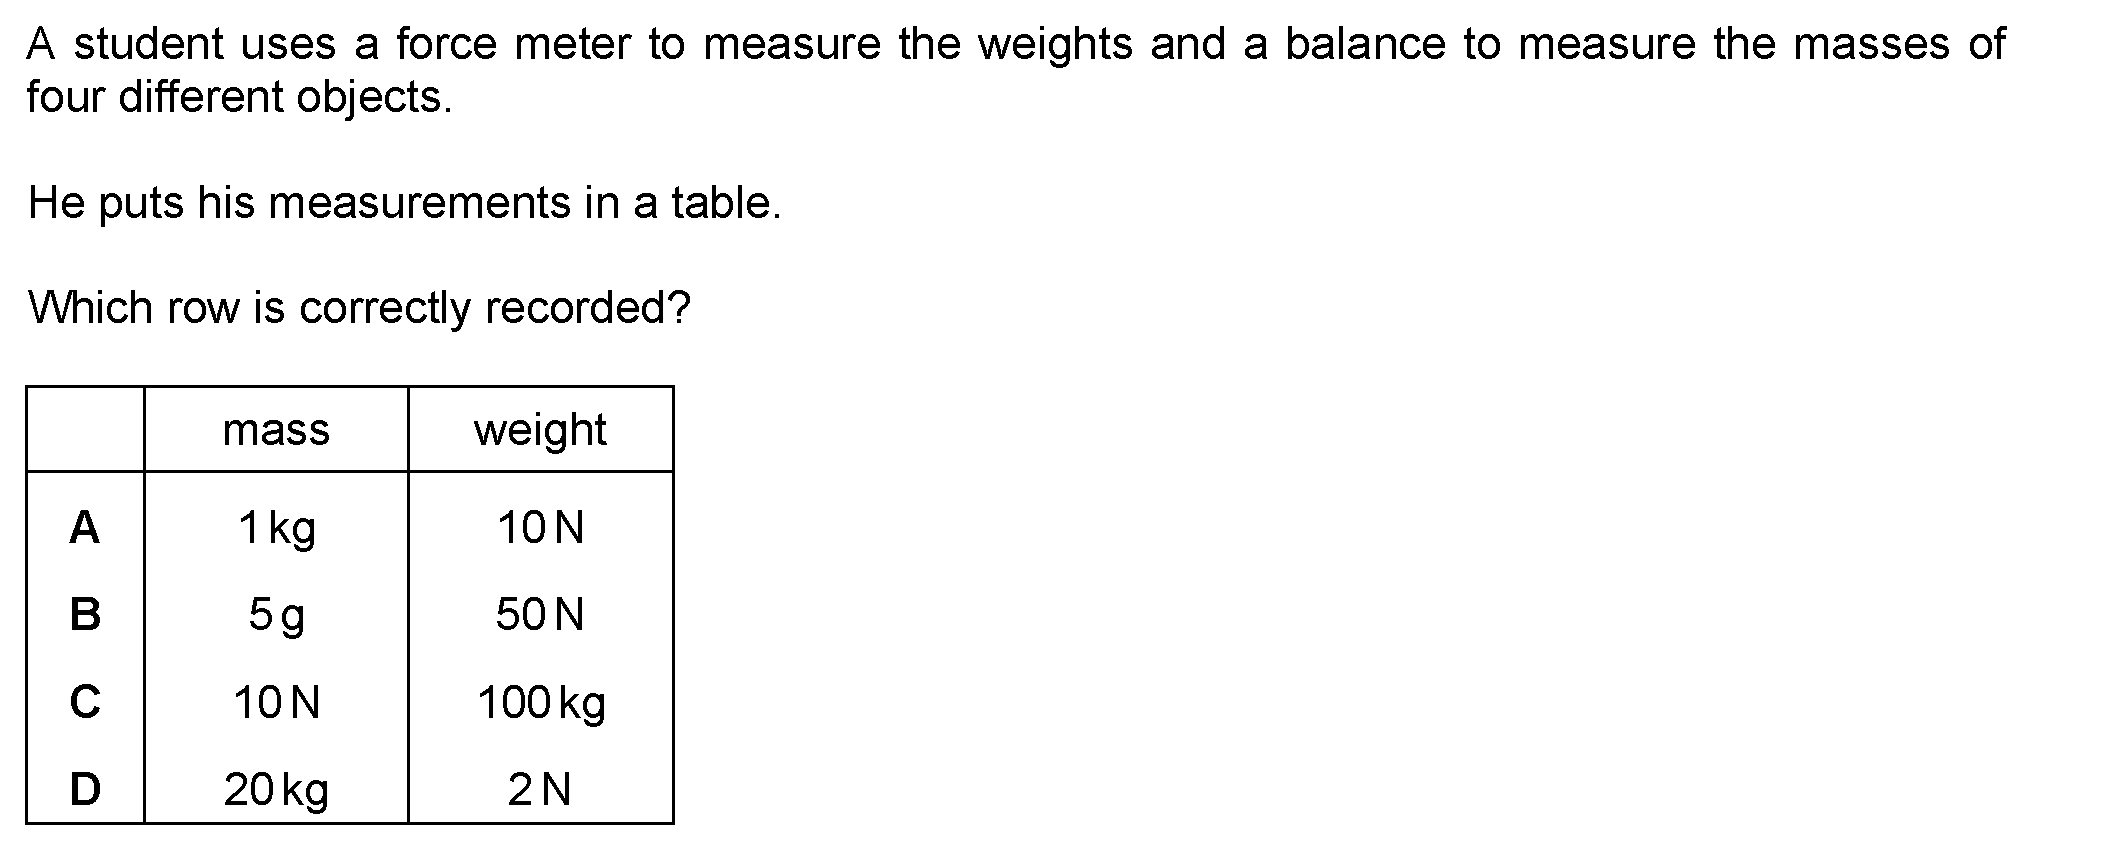 A student uses a force meter to measure the weights and a balance to measure the masses of
four different objects.
He puts his measurements in a table.
Which row is correctly recorded?
mass weight
A 1 kg 10 N
B 5 g 50 N
C 10 N 100 kg
D 20 kg 2 N